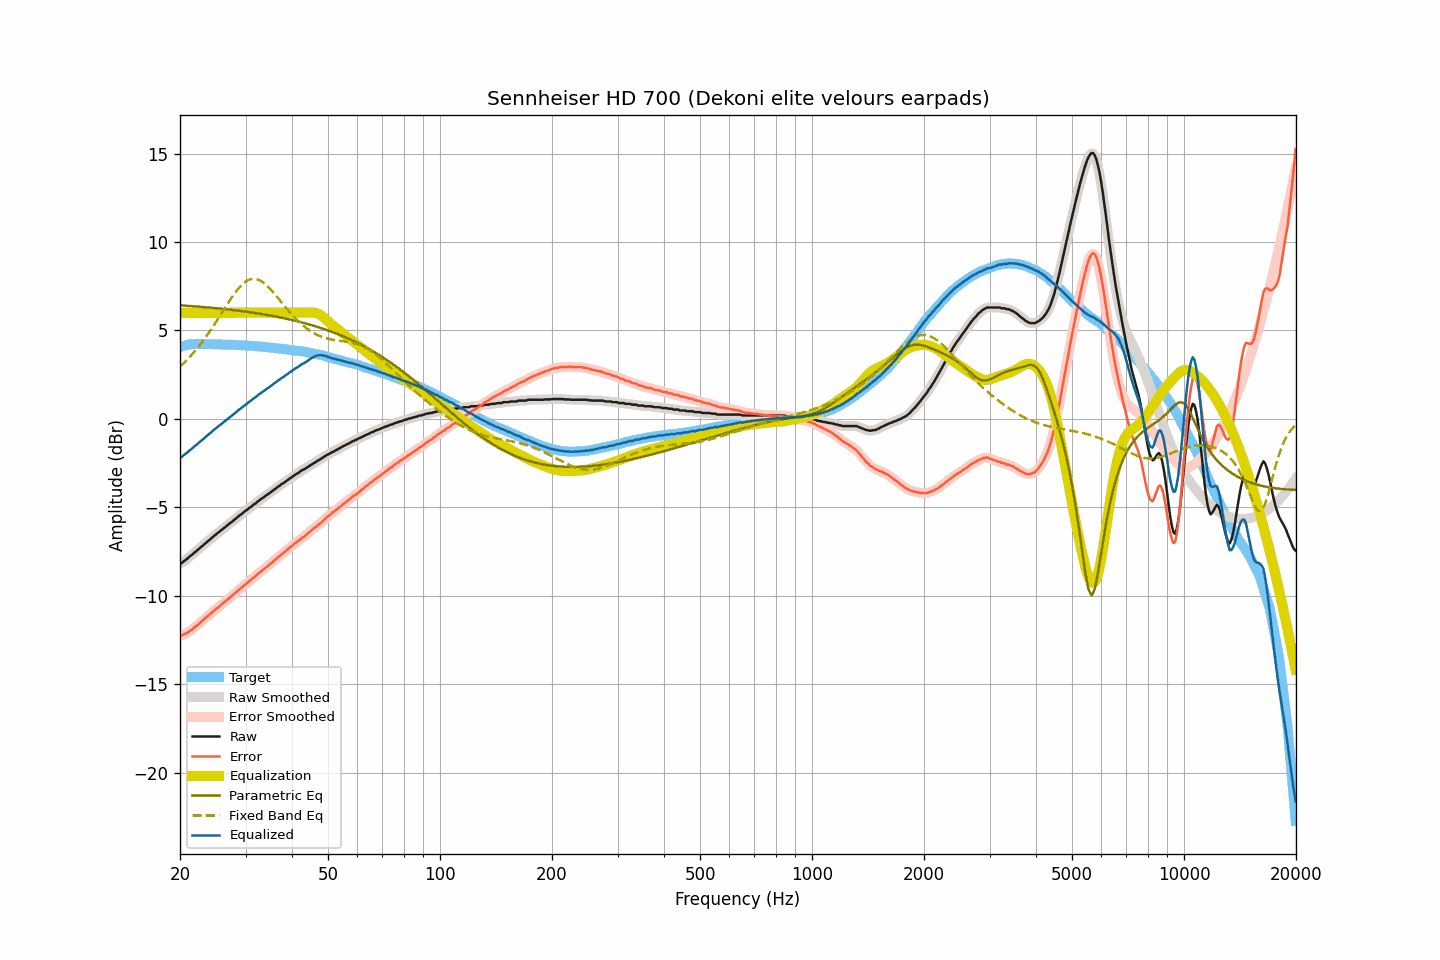 Sennheiser HD 700 (Dekoni elite velours earpads)
Amplitude (dBr)
15
10
5
0
−5
−10
−15
−20
Target
Raw Smoothed
Error Smoothed
Raw
Error
Equalization
Parametric Eq
Fixed Band Eq
Equalized
20 50 100 200 500 1000 2000 5000 10000 20000
Frequency (Hz)